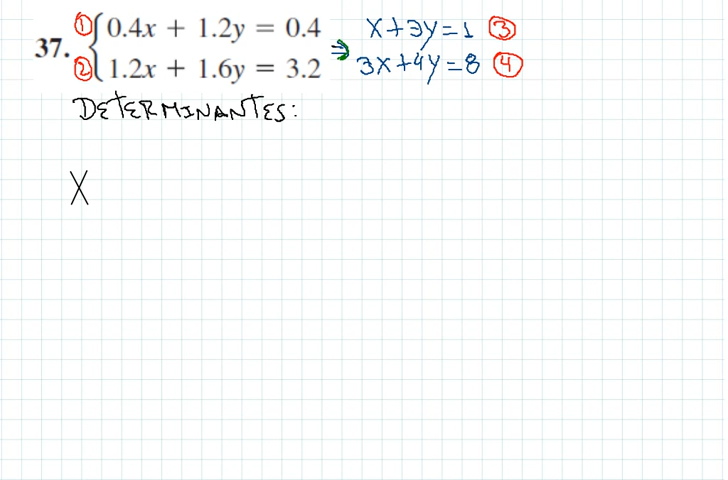 37. ① 0.4x + 1.2y = 0.4 ⇒ x+3y=1 ③
② 1.2x + 1.6y = 3.2 3x+4y=8 ④
DETERMINANTES:
X